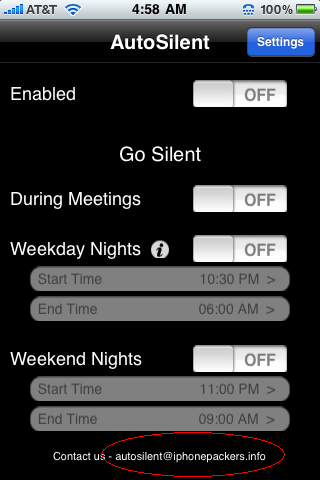 AT&T 4:58 AM 100%
AutoSilent Settings
Enabled OFF
Go Silent
During Meetings OFF
Weekday Nights i OFF
Start Time 10:30 PM >
End Time 06:00 AM >
Weekend Nights OFF
Start Time 11:00 PM >
End Time 09:00 AM >
Contact us - autosilent@iphonepackers.info